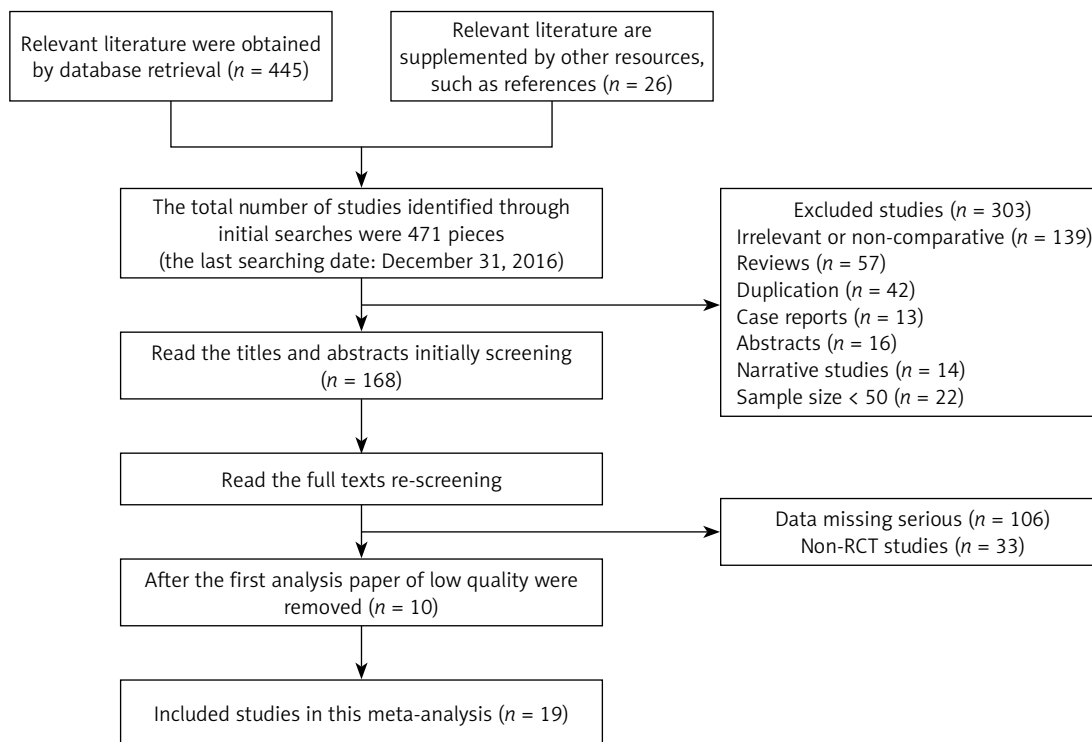 Relevant literature were obtained
by database retrieval (n = 445)
Relevant literature are
supplemented by other resources,
such as references (n = 26)
The total number of studies identified through
initial searches were 471 pieces
(the last searching date: December 31, 2016)
Excluded studies (n = 303)
Irrelevant or non-comparative (n = 139)
Reviews (n = 57)
Duplication (n = 42)
Case reports (n = 13)
Abstracts (n = 16)
Narrative studies (n = 14)
Sample size < 50 (n = 22)
Read the titles and abstracts initially screening
(n = 168)
Read the full texts re-screening
Data missing serious (n = 106)
Non-RCT studies (n = 33)
After the first analysis paper of low quality were
removed (n = 10)
Included studies in this meta-analysis (n = 19)